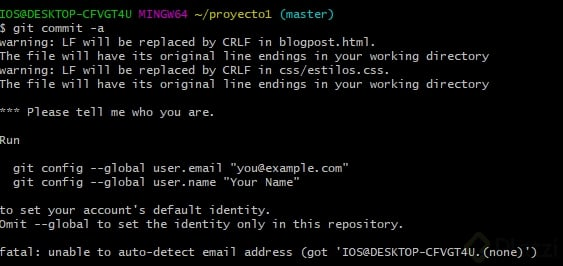 IOS@DESKTOP-CFVGT4U MINGW64 ~/proyecto1 (master)
$ git commit -a
warning: LF will be replaced by CRLF in blogpost.html.
The file will have its original line endings in your working directory
warning: LF will be replaced by CRLF in css/estilos.css.
The file will have its original line endings in your working directory
*** Please tell me who you are.
Run
git config --global user.email "you@example.com"
git config --global user.name "Your Name"
to set your account's default identity.
Omit --global to set the identity only in this repository.
fatal: unable to auto-detect email address (got 'IOS@DESKTOP-CFVGT4U.(none)')